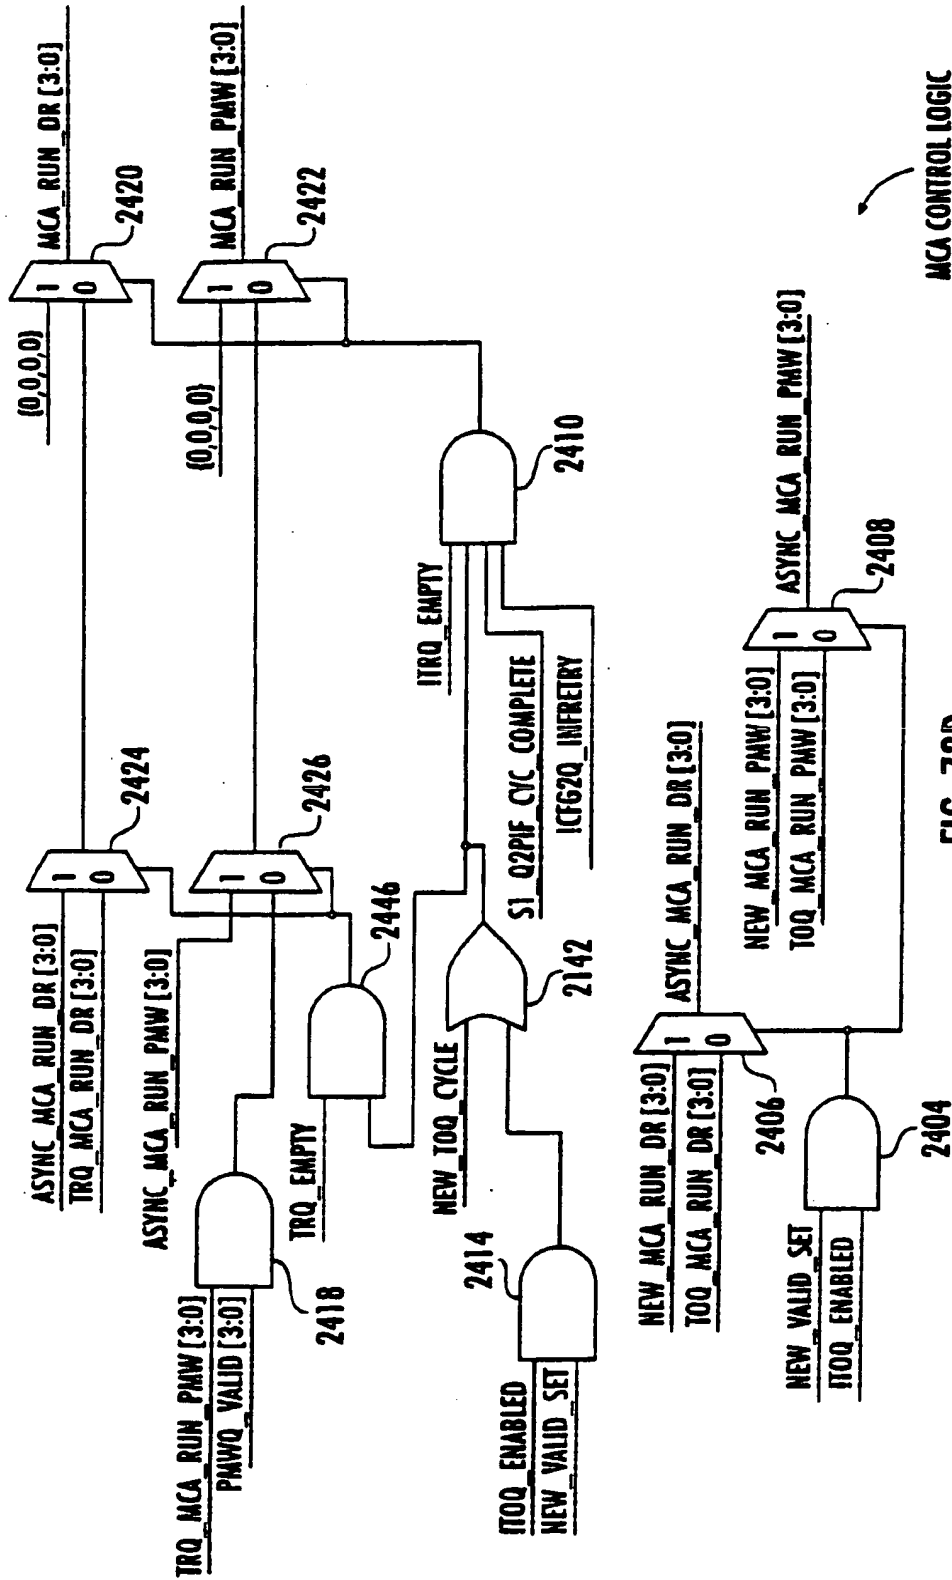 ASYNC_MCA_RUN_DR [3:0]
TRQ_MCA_RUN_DR [3:0]
1
0
2424
{0,0,0,0}
1
0
MCA_RUN_DR [3:0]
2420
TRQ_MCA_RUN_PMW [3:0]
PMWQ_VALID [3:0]
2418
ASYNC_MCA_RUN_PMW [3:0]
1
0
2426
{0,0,0,0}
1
0
MCA_RUN_PMW [3:0]
2422
TRQ_EMPTY
2446
NEW_TOQ_CYCLE
2142
!TOQ_ENABLED
NEW_VALID_SET
2414
!TRQ_EMPTY
S1_Q2PIF_CYC_COMPLETE
!CFG2Q_INFRETRY
2410
NEW_MCA_RUN_DR [3:0]
TOQ_MCA_RUN_DR [3:0]
1
0
2406
ASYNC_MCA_RUN_DR [3:0]
NEW_VALID_SET
!TOQ_ENABLED
2404
NEW_MCA_RUN_PMW [3:0]
TOQ_MCA_RUN_PMW [3:0]
1
0
ASYNC_MCA_RUN_PMW [3:0]
2408
MCA CONTROL LOGIC